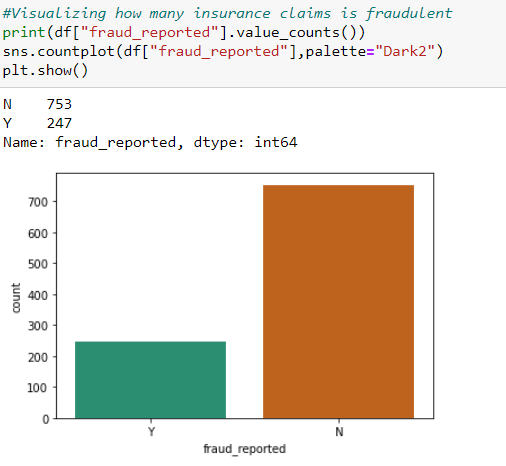 #Visualizing how many insurance claims is fraudulent
print(df["fraud_reported"].value_counts())
sns.countplot(df["fraud_reported"],palette="Dark2")
plt.show()
N    753
Y    247
Name: fraud_reported, dtype: int64
700
600
500
400
300
200
100
0
count
Y
N
fraud_reported